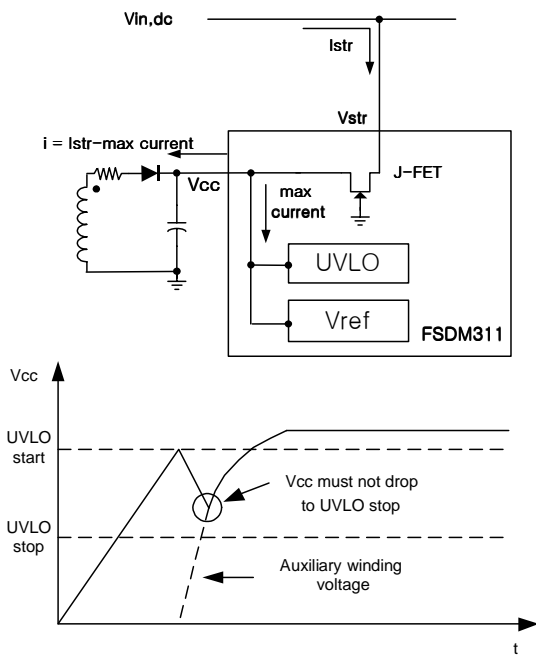 Vin,dc
Istr
Vstr
i = Istr-max current
J-FET
Vcc
max
current
UVLO
Vref
FSDM311
Vcc
UVLO
start
Vcc must not drop
to UVLO stop
UVLO
stop
Auxiliary winding
voltage
t